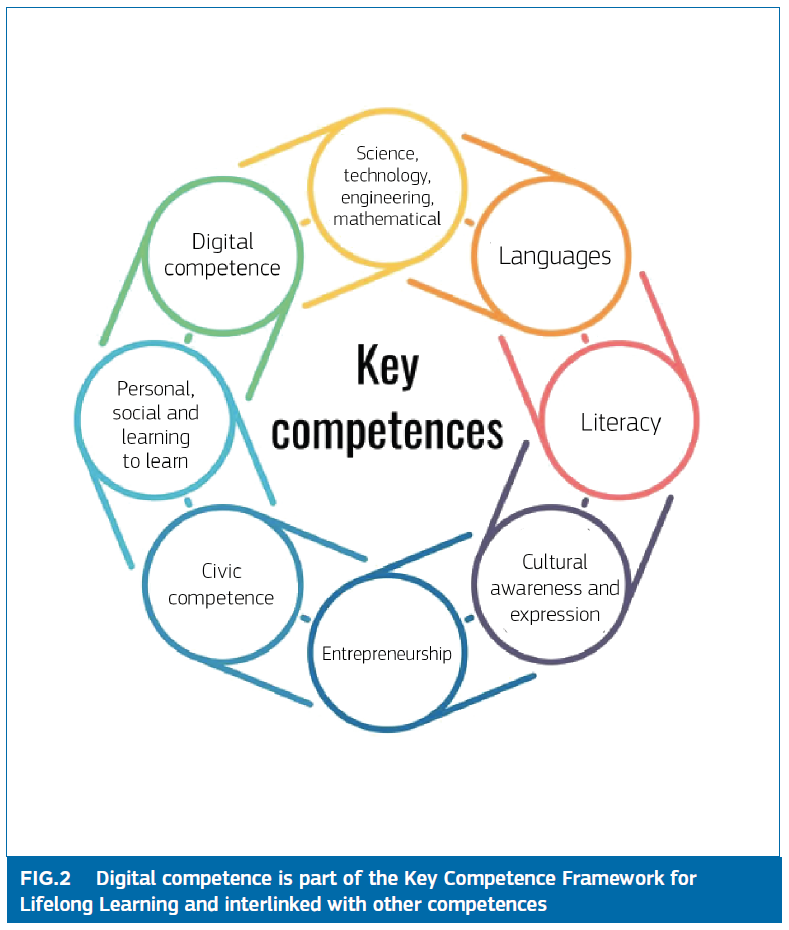 Science,
technology,
engineering,
mathematical
Digital
competence
Languages
Key
competences
Personal,
social and
learning
to learn
Literacy
Civic
competence
Cultural
awareness and
expression
Entrepreneurship
FIG.2 Digital competence is part of the Key Competence Framework for
Lifelong Learning and interlinked with other competences